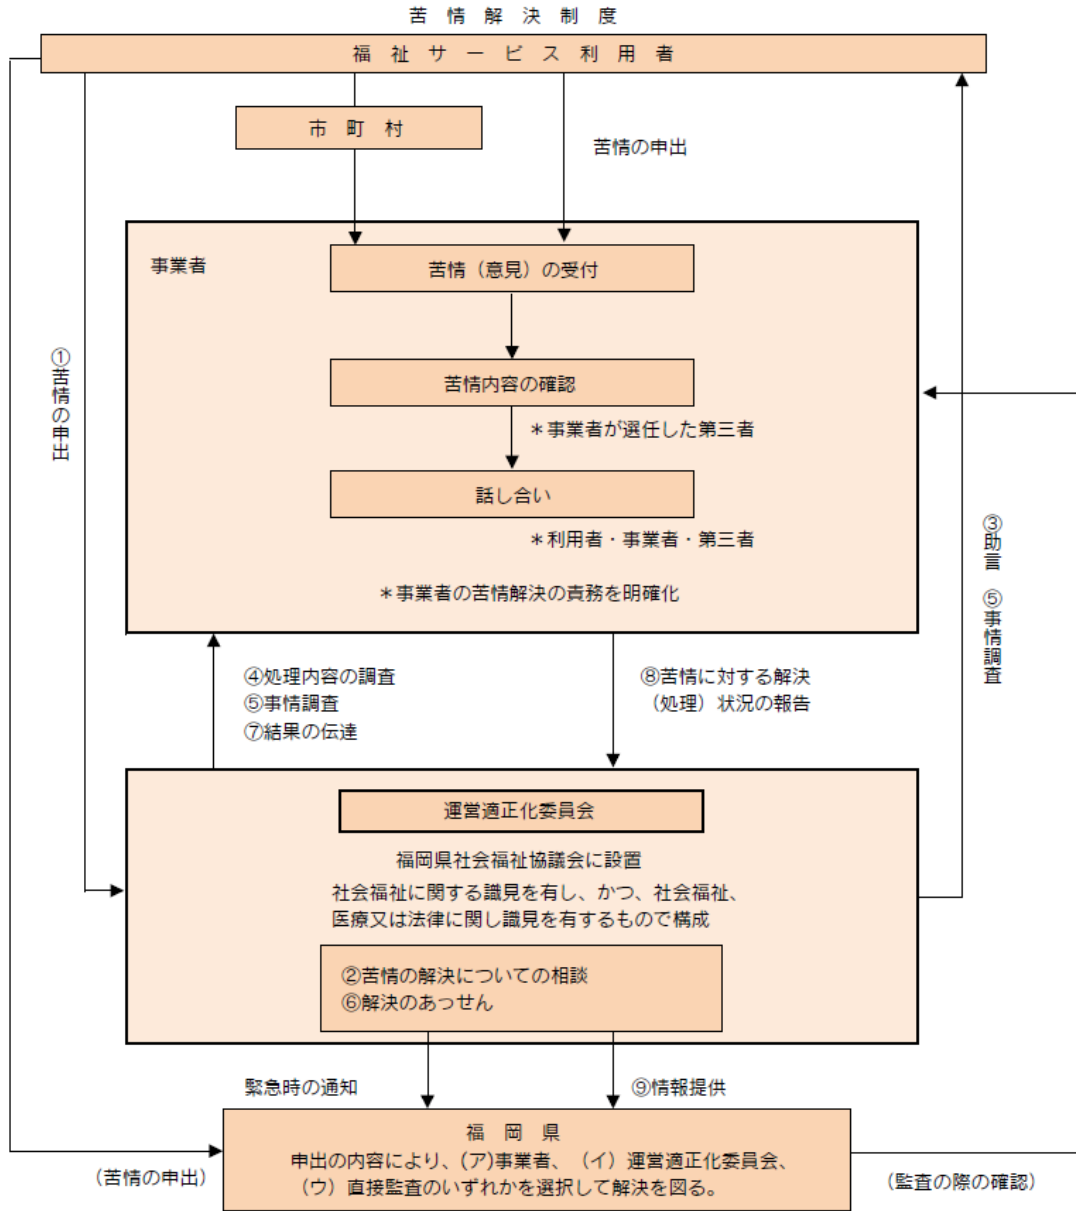 苦情解決制度
福祉サービス利用者
市町村
苦情の申出
事業者
苦情（意見）の受付
苦情内容の確認
＊事業者が選任した第三者
話し合い
＊利用者・事業者・第三者
＊事業者の苦情解決の責務を明確化
①苦情の申出
③助言　⑤事情調査
④処理内容の調査
⑤事情調査
⑦結果の伝達
⑧苦情に対する解決
（処理）状況の報告
運営適正化委員会
福岡県社会福祉協議会に設置
社会福祉に関する識見を有し、かつ、社会福祉、
医療又は法律に関し識見を有するもので構成
②苦情の解決についての相談
⑥解決のあっせん
緊急時の通知
⑨情報提供
福岡県
申出の内容により、(ア)事業者、（イ）運営適正化委員会、
（ウ）直接監査のいずれかを選択して解決を図る。
（苦情の申出）
（監査の際の確認）